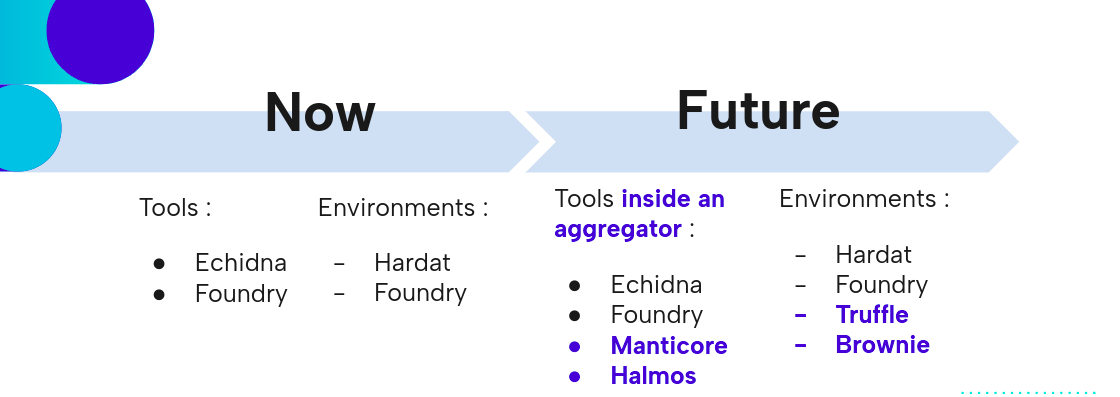 Now
Tools :
● Echidna
● Foundry
Environments :
- Hardat
- Foundry
Future
Tools inside an
aggregator :
● Echidna
● Foundry
● Manticore
● Halmos
Environments :
- Hardat
- Foundry
- Truffle
- Brownie